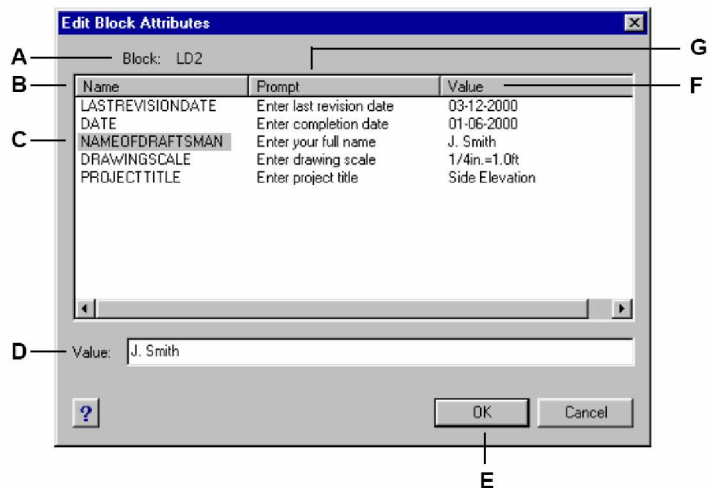 Edit Block Attributes
A Block: LD2 G
B Name Prompt Value F
LASTREVISIONDATE Enter last revision date 03-12-2000
DATE Enter completion date 01-06-2000
C NAMEOFDRAFTSMAN Enter your full name J. Smith
DRAWINGSCALE Enter drawing scale 1/4in.=1.0ft
PROJECTTITLE Enter project title Side Elevation
D Value: J. Smith
? OK Cancel
E